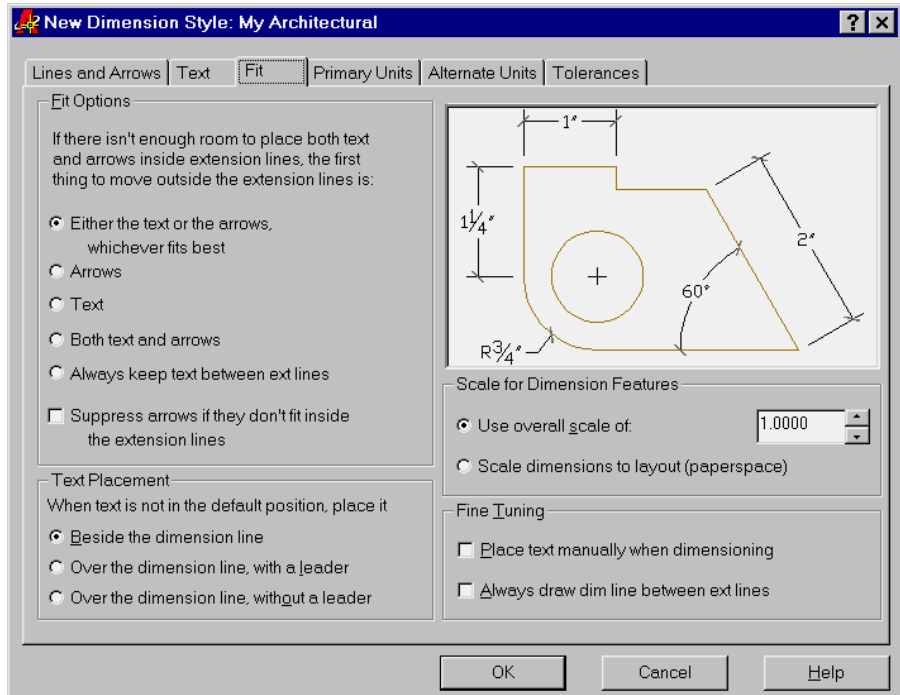 New Dimension Style: My Architectural
Lines and Arrows
Text
Fit
Primary Units
Alternate Units
Tolerances
Fit Options
If there isn't enough room to place both text
and arrows inside extension lines, the first
thing to move outside the extension lines is:
Either the text or the arrows,
whichever fits best
Arrows
Text
Both text and arrows
Always keep text between ext lines
Suppress arrows if they don't fit inside
the extension lines
Text Placement
When text is not in the default position, place it
Beside the dimension line
Over the dimension line, with a leader
Over the dimension line, without a leader
1"
1¼"
2"
60°
R¾"
Scale for Dimension Features
Use overall scale of:
1.0000
Scale dimensions to layout (paperspace)
Fine Tuning
Place text manually when dimensioning
Always draw dim line between ext lines
OK
Cancel
Help